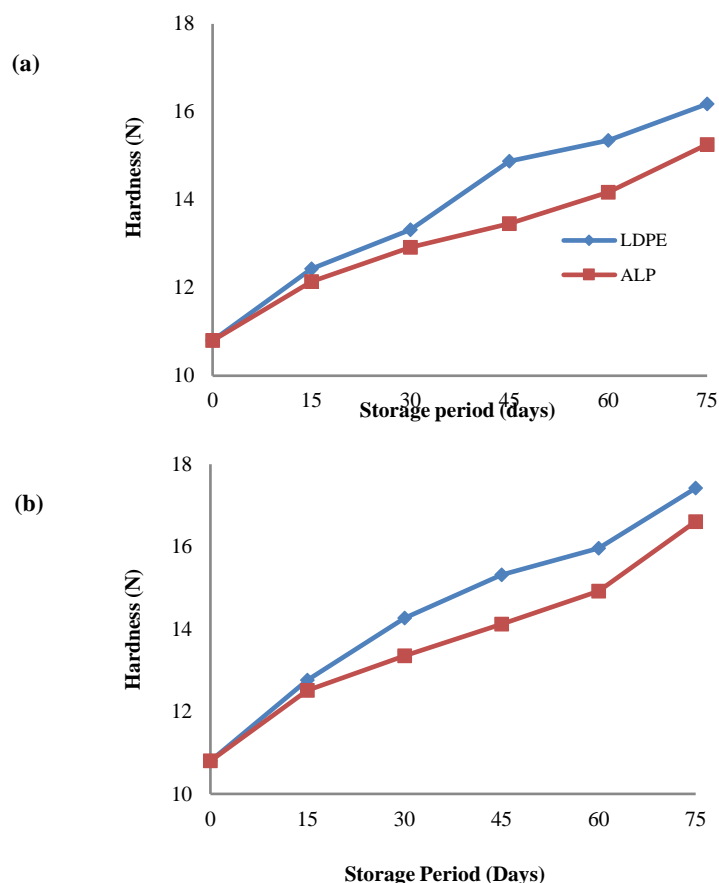 (a)
Hardness (N)
18
16
14
12
10
LDPE
ALP
0 15 30 45 60 75
Storage period (days)
(b)
Hardness (N)
18
16
14
12
10
0 15 30 45 60 75
Storage Period (Days)